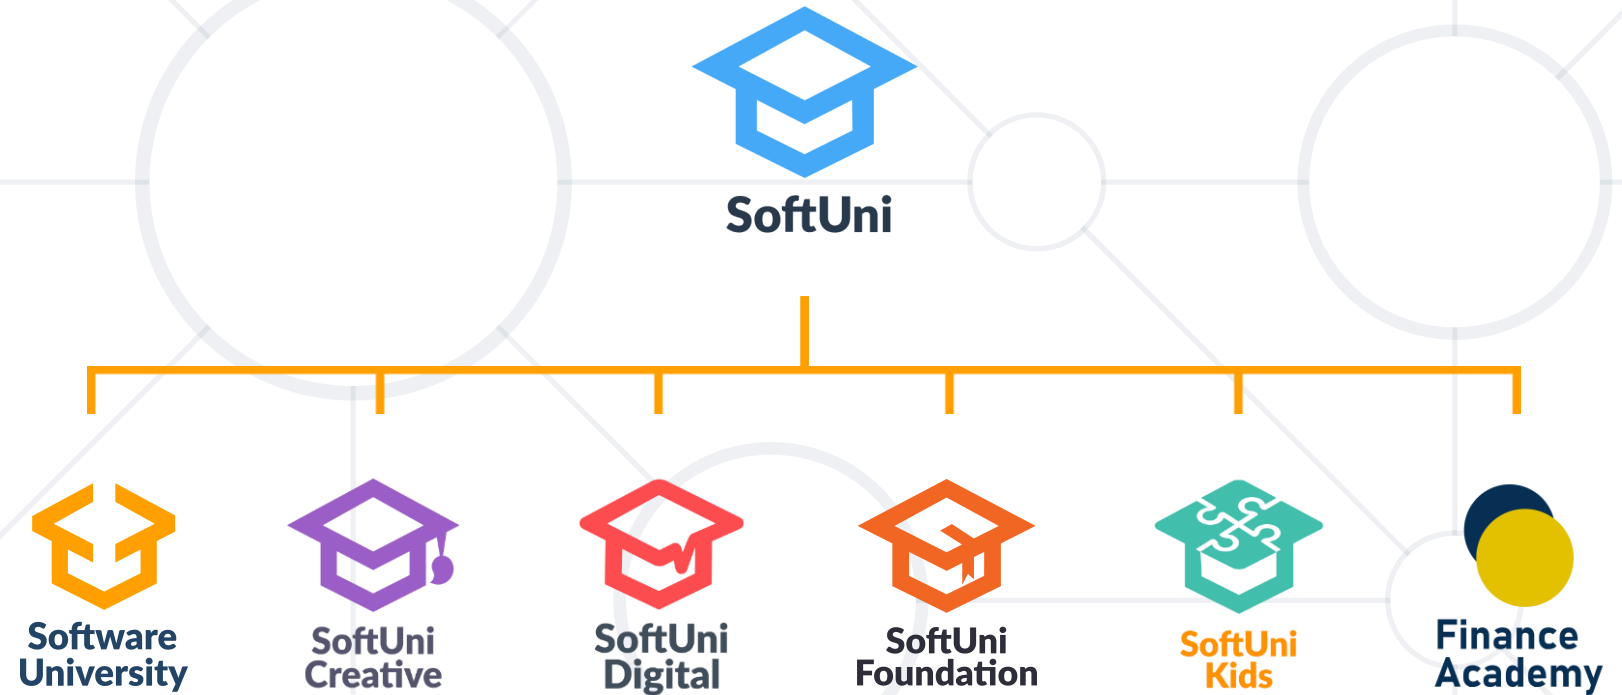 SoftUni
Software
University
SoftUni
Creative
SoftUni
Digital
SoftUni
Foundation
SoftUni
Kids
Finance
Academy